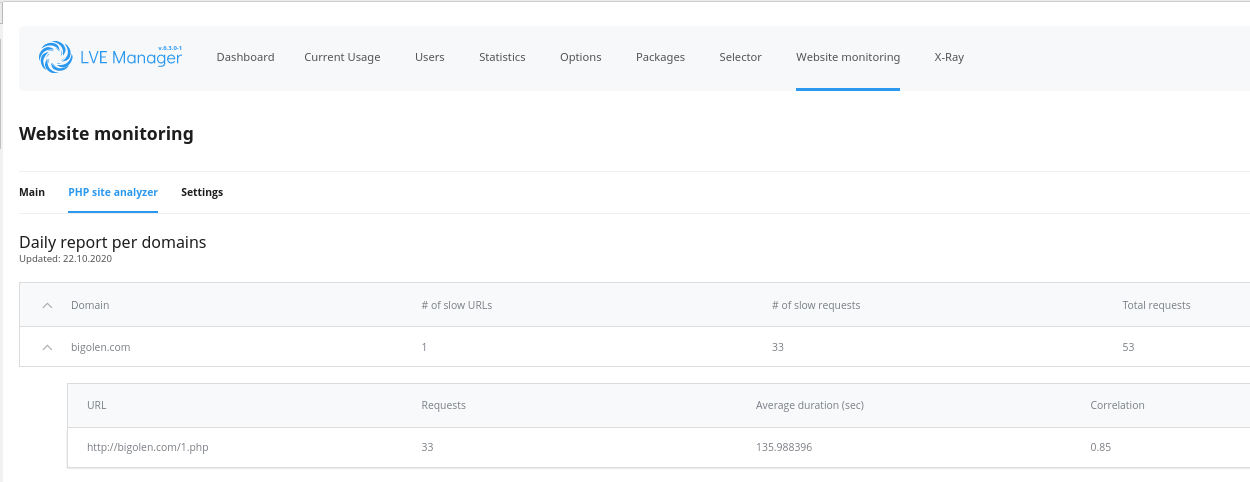 v.6.3.0-1
LVE Manager Dashboard Current Usage Users Statistics Options Packages Selector Website monitoring X-Ray
Website monitoring
Main PHP site analyzer Settings
Daily report per domains
Updated: 22.10.2020
Domain # of slow URLs # of slow requests Total requests
bigolen.com 1 33 53
URL Requests Average duration (sec) Correlation
http://bigolen.com/1.php 33 135.988396 0.85